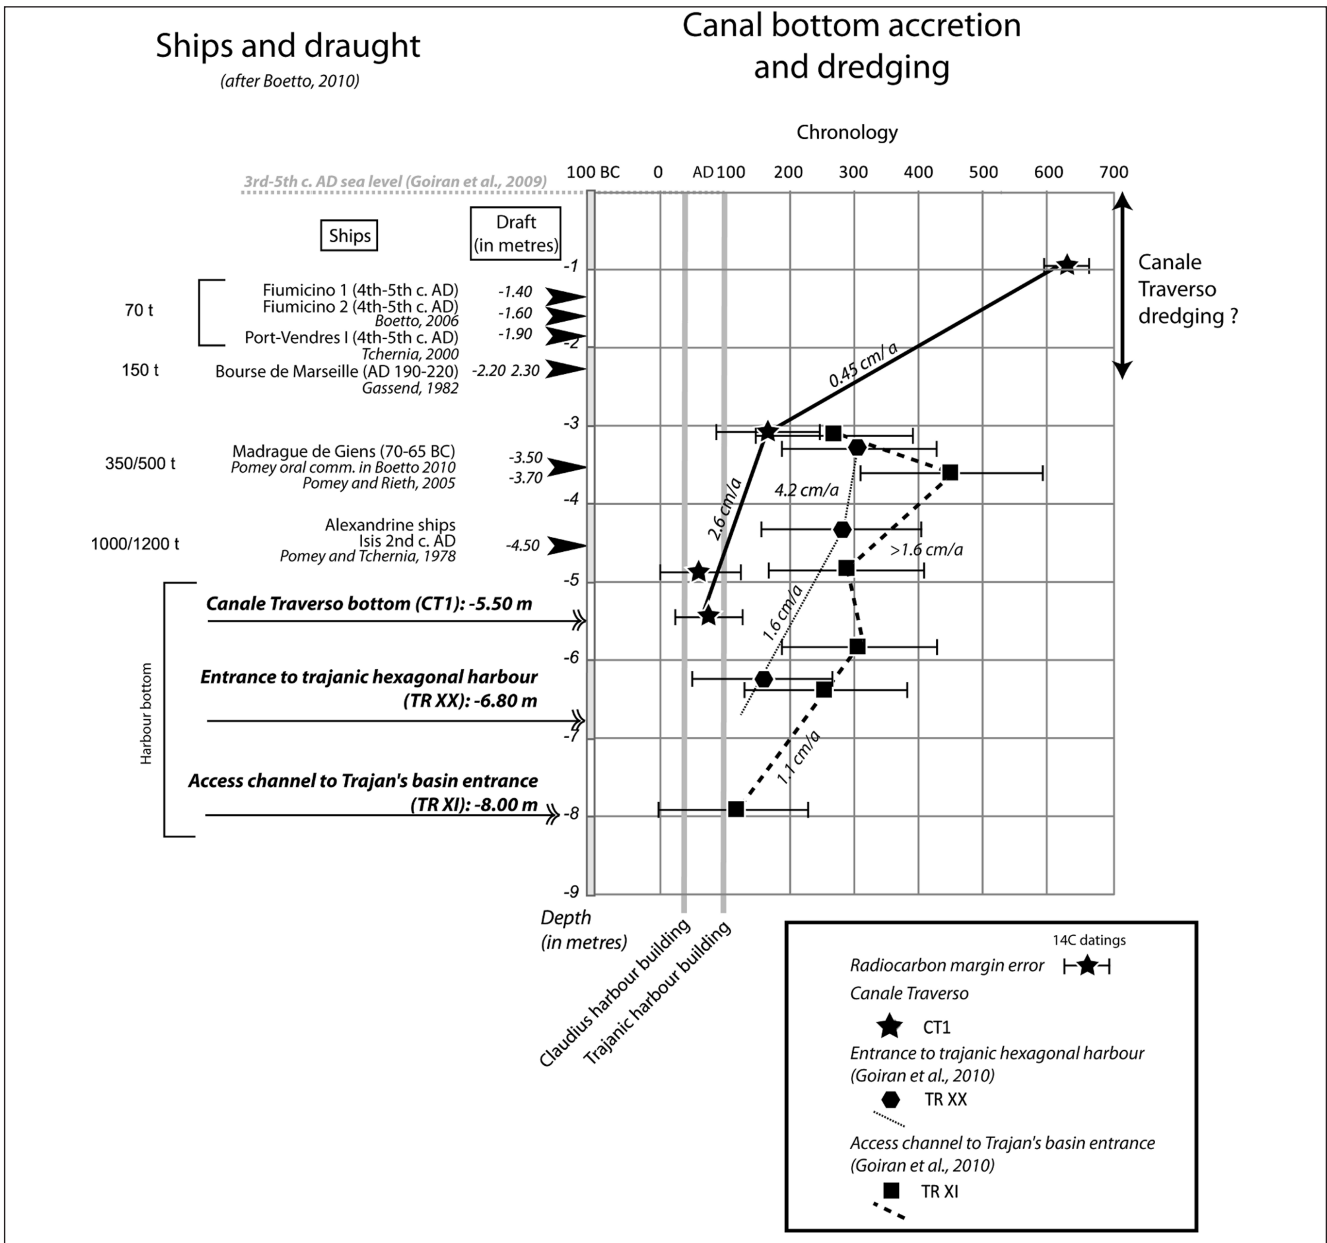 Ships and draught
(after Boetto, 2010)
Canal bottom accretion
and dredging
Chronology
100 BC 0 AD 100 200 300 400 500 600 700
3rd-5th c. AD sea level (Goiran et al., 2009)
Ships
Draft
(in metres)
-1
-2
-3
-4
-5
-6
-7
-8
-9
Depth
(in metres)
70 t
Fiumicino 1 (4th-5th c. AD) -1.40
Fiumicino 2 (4th-5th c. AD) -1.60
Boetto, 2006
Port-Vendres I (4th-5th c. AD) -1.90
Tchernia, 2000
150 t Bourse de Marseille (AD 190-220) -2.20 2.30
Gassend, 1982
Madrague de Giens (70-65 BC) -3.50
350/500 t Pomey oral comm. in Boetto 2010
Pomey and Rieth, 2005 -3.70
Alexandrine ships
1000/1200 t Isis 2nd c. AD -4.50
Pomey and Tchernia, 1978
Harbour bottom
Canale Traverso bottom (CT1): -5.50 m
Entrance to trajanic hexagonal harbour
(TR XX): -6.80 m
Access channel to Trajan's basin entrance
(TR XI): -8.00 m
0.45 cm/ a
2.6 cm/a
4.2 cm/a
>1.6 cm/a
1.6 cm/a
1.1 cm/a
Canale
Traverso
dredging ?
Claudius harbour building
Trajanic harbour building
14C datings
Radiocarbon margin error
Canale Traverso
CT1
Entrance to trajanic hexagonal harbour
(Goiran et al., 2010)
TR XX
Access channel to Trajan's basin entrance
(Goiran et al., 2010)
TR XI